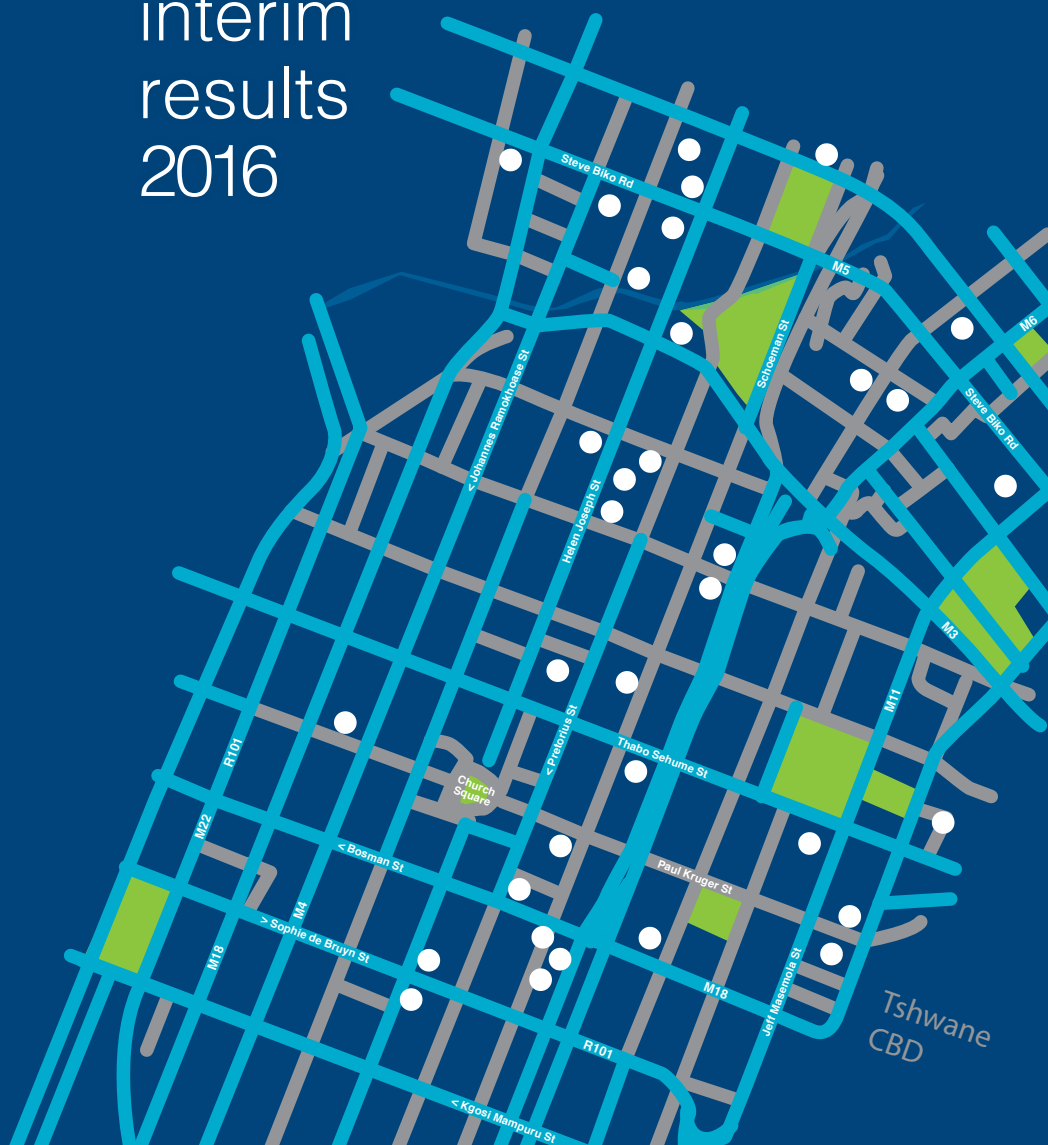 interim
results
2016
Steve Biko Rd
M5
M6
Schoeman St
Steve Biko Rd
< Johannes Ramokhoase St
Helen Joseph St
M3
M11
< Pretorius St
Thabo Sehume St
R101
Church
Square
M22
< Bosman St
Paul Kruger St
M4
> Sophie de Bruyn St
M18
Jeff Masemola St
M18
Tshwane
CBD
R101
< Kgosi Mampuru St